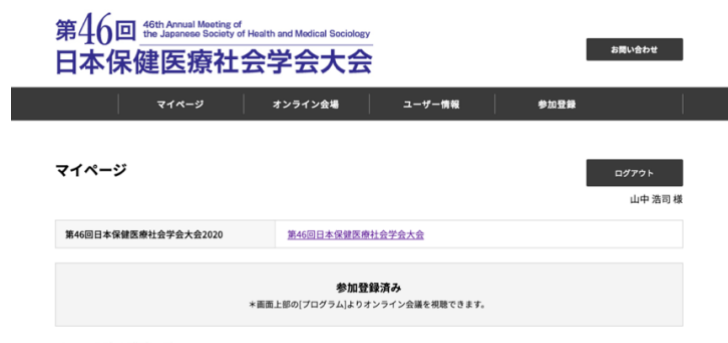 第46回 46th Annual Meeting of
the Japanese Society of Health and Medical Sociology
日本保健医療社会学会大会
お問い合わせ
マイページ オンライン会場 ユーザー情報 参加登録
マイページ
ログアウト
山中 浩司 様
第46回日本保健医療社会学会大会2020 第46回日本保健医療社会学会大会
参加登録済み
＊画面上部の[プログラム]よりオンライン会議を視聴できます。